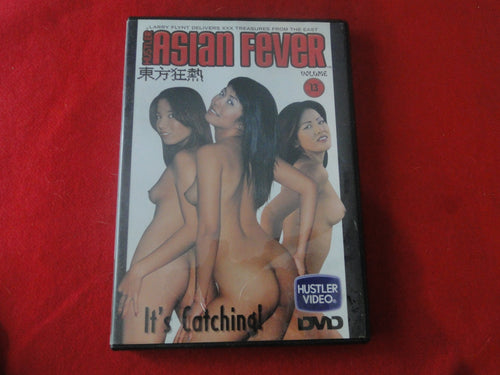 LARRY FLYNT DELIVERS XXX TREASURES FROM THE EAST
HUSTLER
ASIAN FEVER
東方狂熱
VOLUME
13
It's Catching!
HUSTLER
VIDEO
DVD